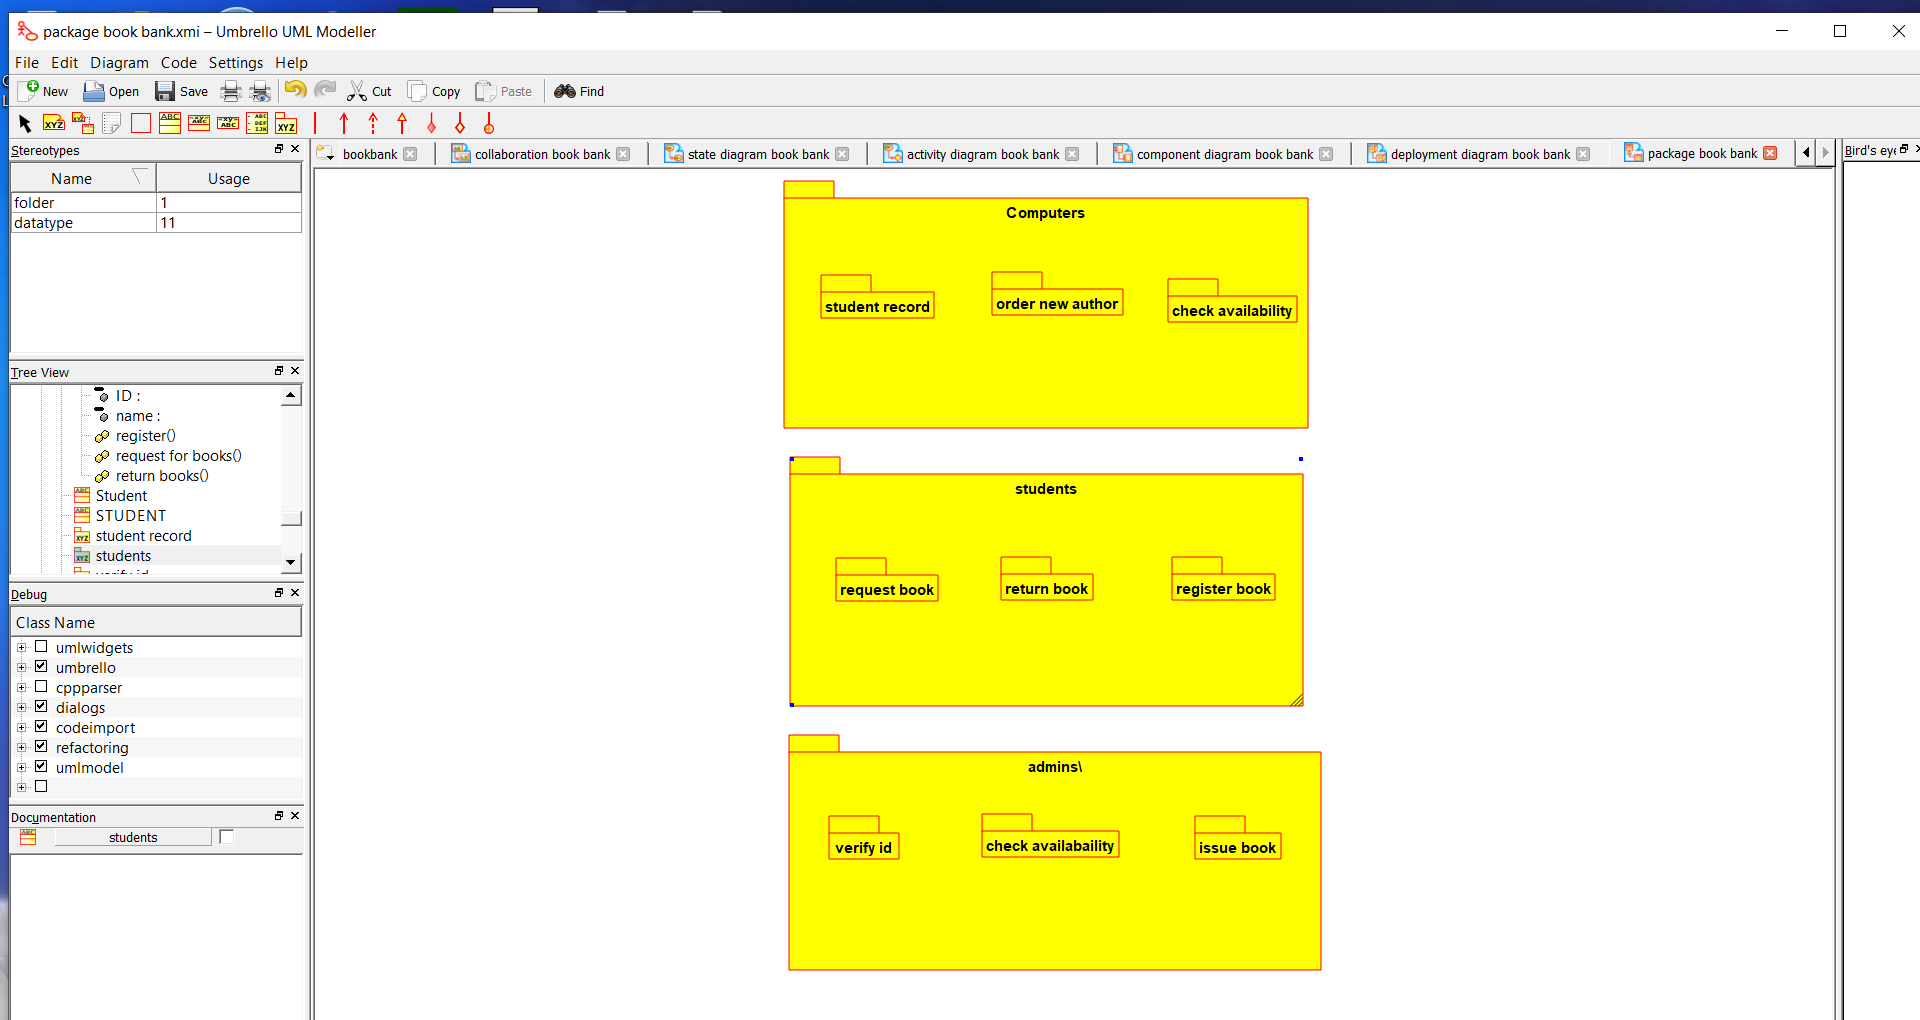 package book bank.xmi – Umbrello UML Modeller
File Edit Diagram Code Settings Help
New Open Save Cut Copy Paste Find
Stereotypes
Name Usage
folder 1
datatype 11
Tree View
ID :
name :
register()
request for books()
return books()
Student
STUDENT
student record
students
verify id
Debug
Class Name
umlwidgets
umbrello
cppparser
dialogs
codeimport
refactoring
umlmodel
Documentation
students
bookbank collaboration book bank state diagram book bank activity diagram book bank component diagram book bank deployment diagram book bank package book bank
Computers
student record order new author check availability
students
request book return book register book
admins\
verify id check availabaility issue book
Bird's eye